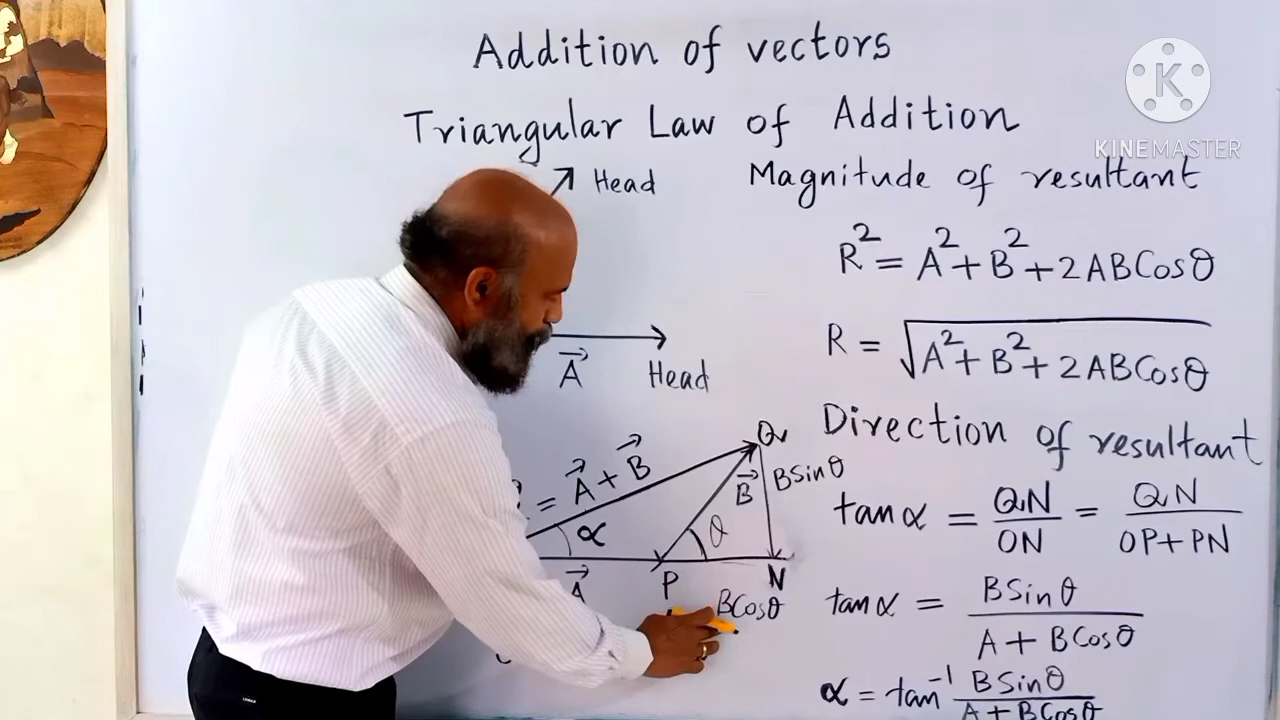 Addition of vectors
Triangular Law of Addition
K
KINEMASTER
Head
Magnitude of resultant
R² = A² + B² + 2ABCosθ
A⃗
Head
R = √A² + B² + 2ABCosθ
Direction of resultant
= A⃗ + B⃗
Q
B⃗
BSinθ
α
θ
A⃗
P
N
BCosθ
tanα = QN/ON = QN/OP+PN
tanα = BSinθ/A + BCosθ
α = tan⁻¹ BSinθ/A + BCosθ